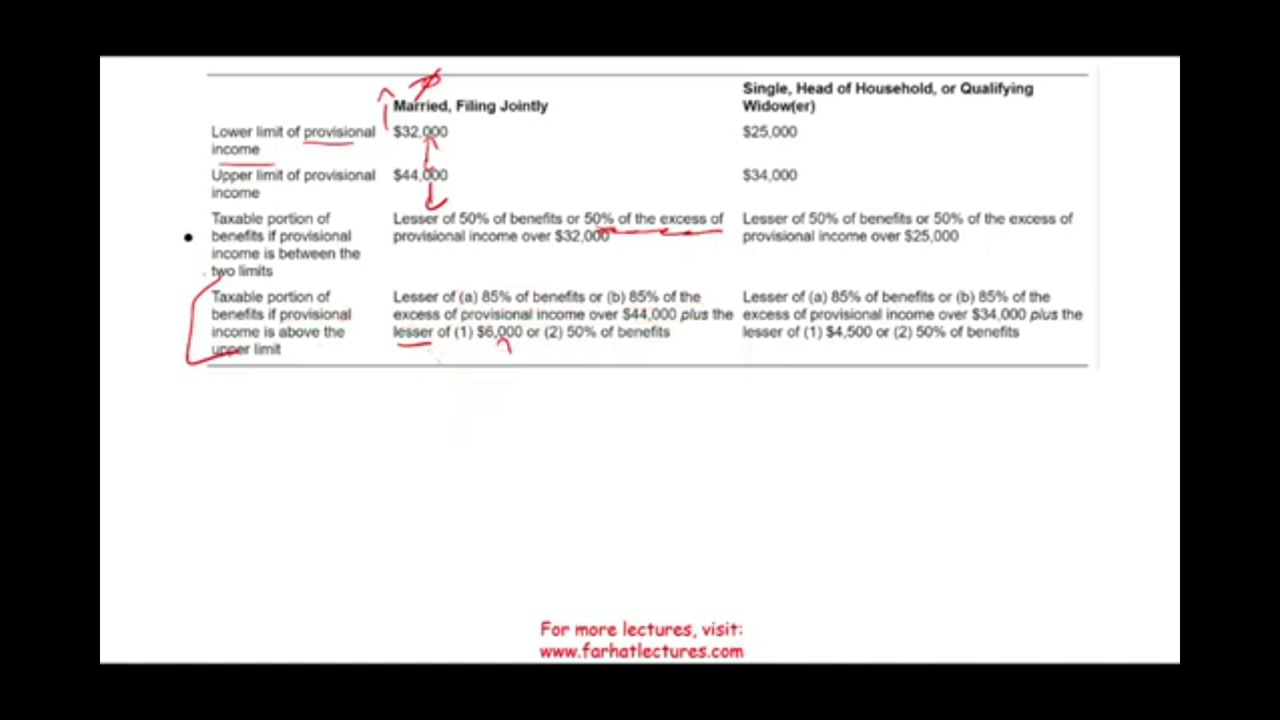 Single, Head of Household, or Qualifying
Married, Filing Jointly
Widow(er)
Lower limit of provisional
income
$32,000
$25,000
Upper limit of provisional
income
$44,000
$34,000
Taxable portion of
benefits if provisional
income is between the
two limits
Lesser of 50% of benefits or 50% of the excess of
provisional income over $32,000
Lesser of 50% of benefits or 50% of the excess of
provisional income over $25,000
Taxable portion of
benefits if provisional
income is above the
upper limit
Lesser of (a) 85% of benefits or (b) 85% of the
excess of provisional income over $44,000 plus the
lesser of (1) $6,000 or (2) 50% of benefits
Lesser of (a) 85% of benefits or (b) 85% of the
excess of provisional income over $34,000 plus the
lesser of (1) $4,500 or (2) 50% of benefits
For more lectures, visit:
www.farhatlectures.com